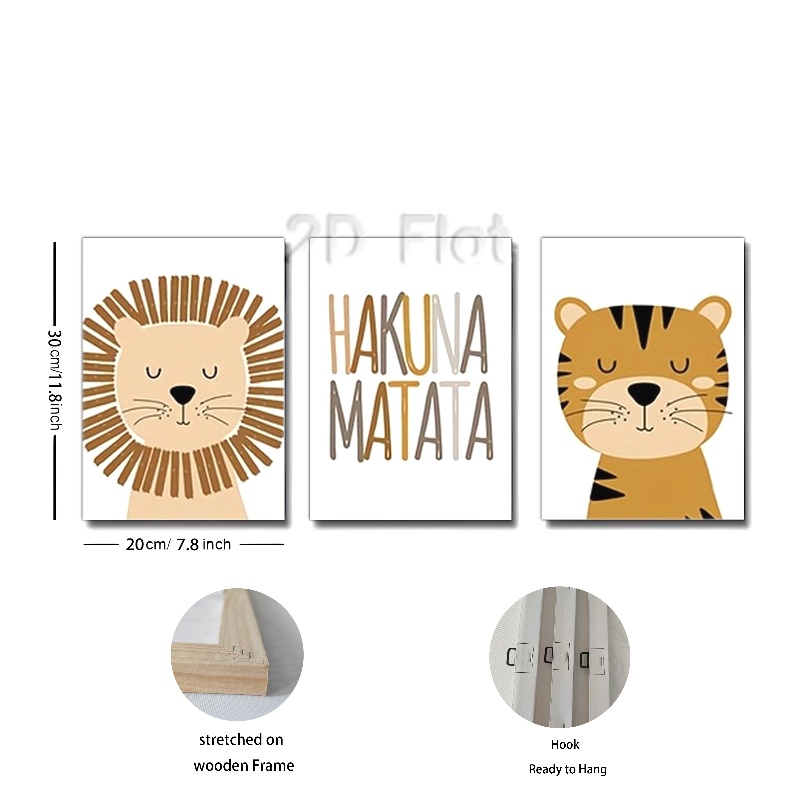 2D Flat
HAKUNA
MATATA
30cm/11.8inch
20cm/ 7.8 inch
stretched on
wooden Frame
Hook
Ready to Hang